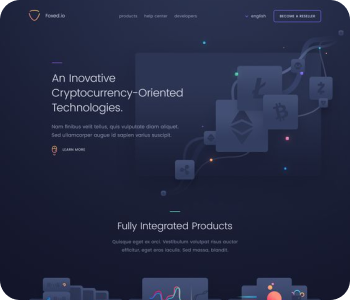 Foxed.io
products help center developers
english
BECOME A RESELLER
An Inovative
Cryptocurrency-Oriented
Technologies.
Nam finibus velit tellus, quis vulputate diam aliquet.
Sed ullamcorper augue id sapien varius suscipit.
LEARN MORE
Fully Integrated Products
Quisque eget ex orci. Vestibulum volutpat risus auctor
efficitur, eget arcu iaculis. Sed massa, blandit.